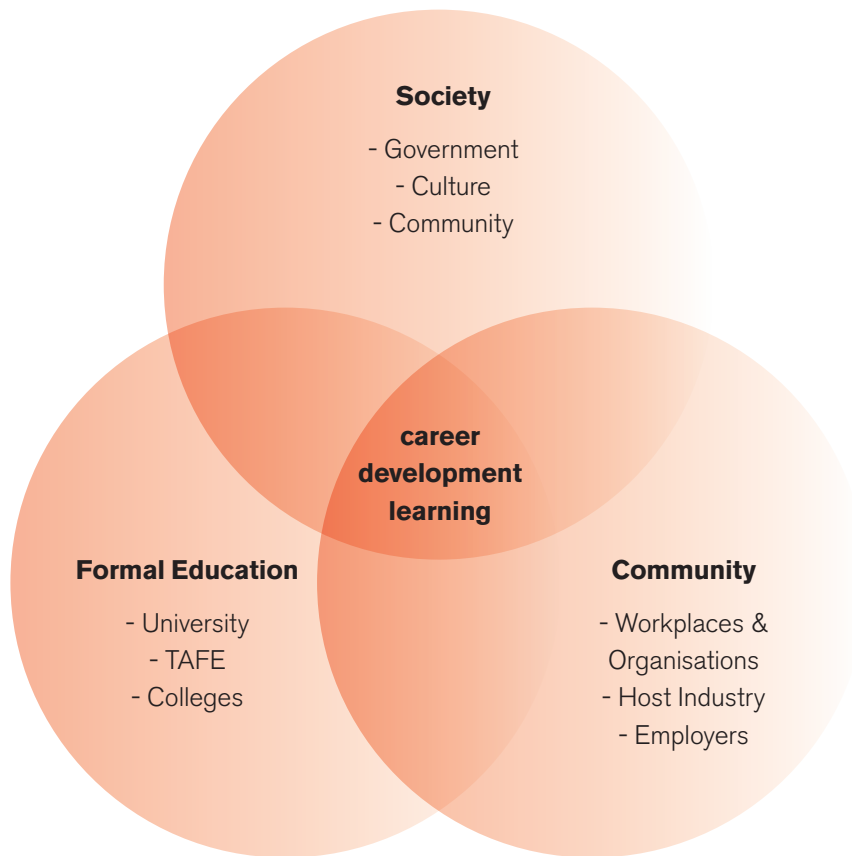 Society
- Government
- Culture
- Community
career
development
learning
Formal Education
- University
- TAFE
- Colleges
Community
- Workplaces &
Organisations
- Host Industry
- Employers